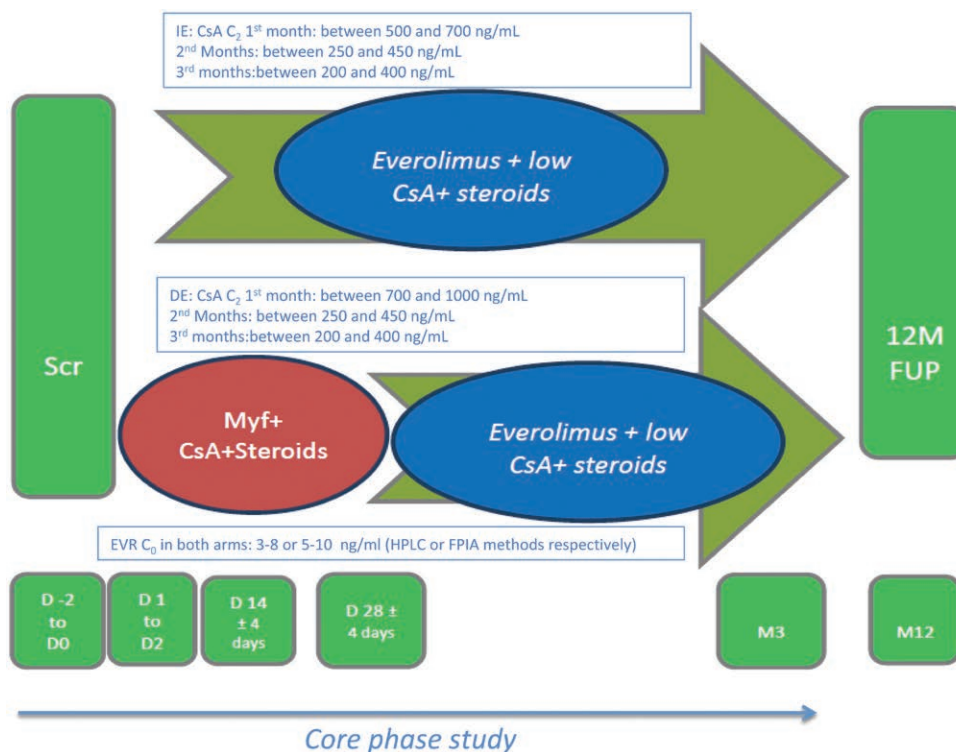 IE: CsA C₂ 1ˢᵗ month: between 500 and 700 ng/mL
2ⁿᵈ Months: between 250 and 450 ng/mL
3ʳᵈ months:between 200 and 400 ng/mL
Everolimus + low
CsA+ steroids
DE: CsA C₂ 1ˢᵗ month: between 700 and 1000 ng/mL
2ⁿᵈ Months: between 250 and 450 ng/mL
3ʳᵈ months:between 200 and 400 ng/mL
Scr
12M
FUP
Myf+
CsA+Steroids
Everolimus + low
CsA+ steroids
EVR C₀ in both arms: 3-8 or 5-10 ng/ml (HPLC or FPIA methods respectively)
D -2
to
D0
D 1
to
D2
D 14
± 4
days
D 28 ±
4 days
M3
M12
Core phase study